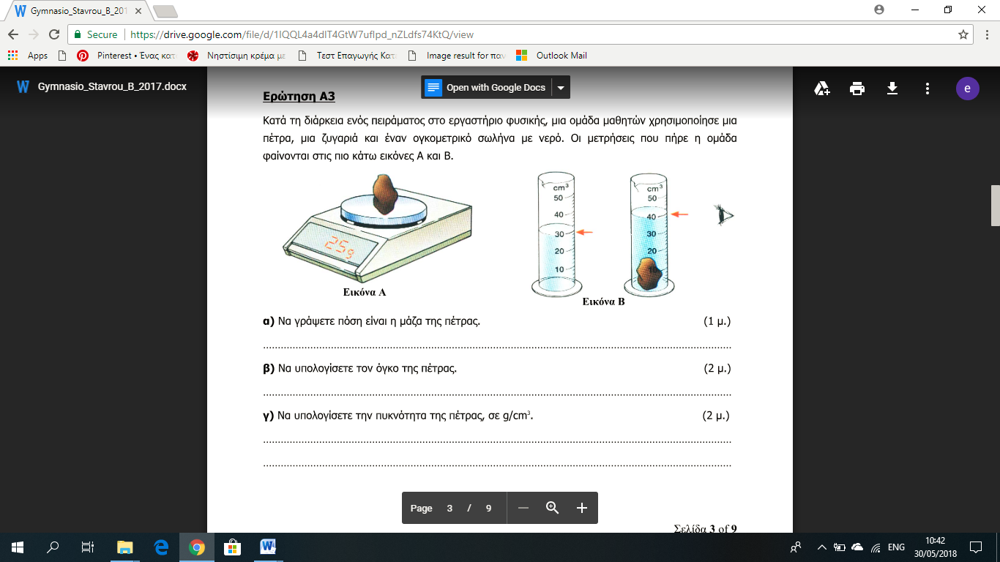 Gymnasio_Stavrou_B_201
Secure
https://drive.google.com/file/d/1IQQL4a4dIT4GtW7ufIpd_nZLdfs74KtQ/view
Apps Pinterest • Ένας κατ Νηστίσιμη κρέμα με Τεστ Επαγωγής Κατ Image result for παν Outlook Mail
W Gymnasio_Stavrou_B_2017.docx
Open with Google Docs
e
Ερώτηση Α3
Κατά τη διάρκεια ενός πειράματος στο εργαστήριο φυσικής, μια ομάδα μαθητών χρησιμοποίησε μια
πέτρα, μια ζυγαριά και έναν ογκομετρικό σωλήνα με νερό. Οι μετρήσεις που πήρε η ομάδα
φαίνονται στις πιο κάτω εικόνες Α και Β.
25g
cm³
50
40
30
20
10
cm³
50
40
30
20
10
Εικόνα Α
Εικόνα Β
α) Να γράψετε πόση είναι η μάζα της πέτρας. (1 μ.)
β) Να υπολογίσετε τον όγκο της πέτρας. (2 μ.)
γ) Να υπολογίσετε την πυκνότητα της πέτρας, σε g/cm³. (2 μ.)
Page 3 / 9
Σελίδα 3 of 9
ENG
10:42
30/05/2018